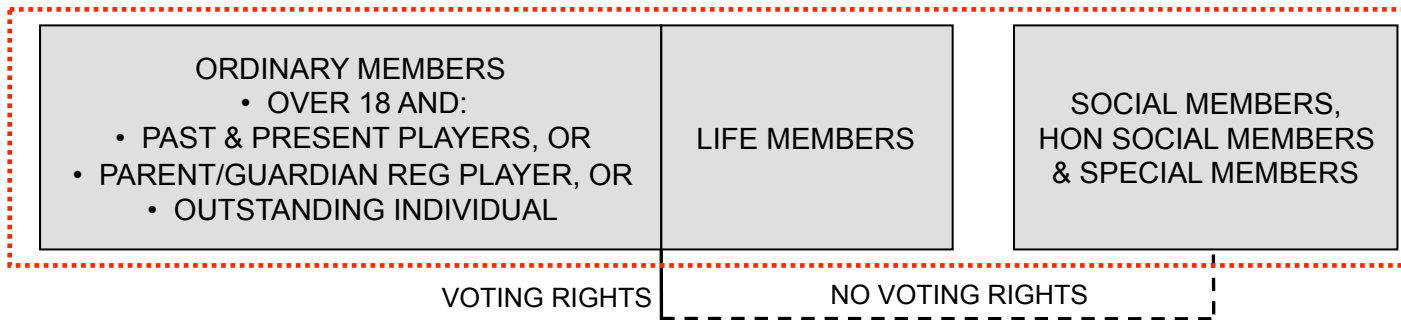 ORDINARY MEMBERS
• OVER 18 AND:
• PAST & PRESENT PLAYERS, OR
• PARENT/GUARDIAN REG PLAYER, OR
• OUTSTANDING INDIVIDUAL
LIFE MEMBERS
SOCIAL MEMBERS,
HON SOCIAL MEMBERS
& SPECIAL MEMBERS
VOTING RIGHTS
NO VOTING RIGHTS